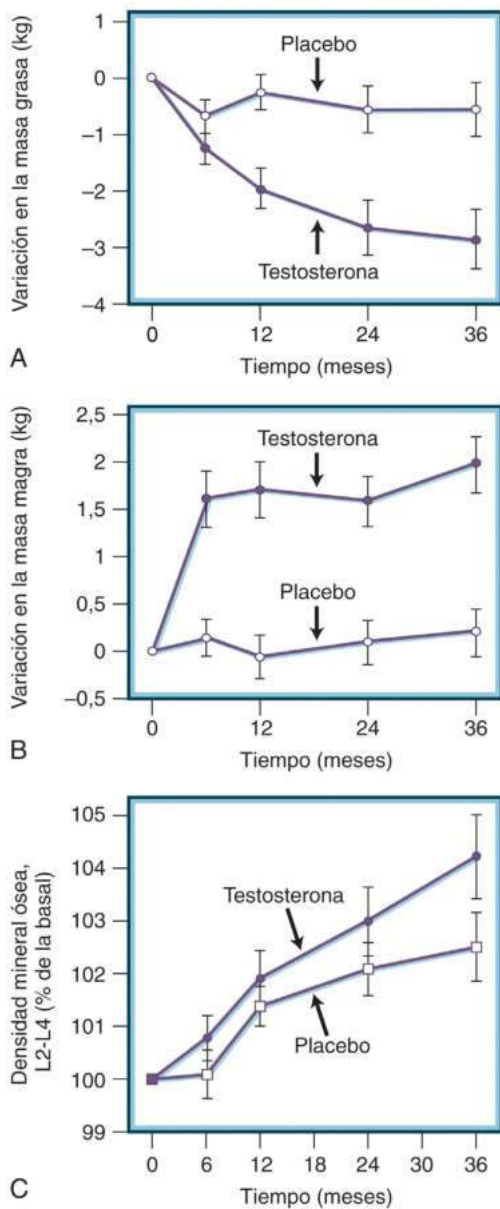 Variación en la masa grasa (kg)
1
0
–1
–2
–3
–4
Placebo
Testosterona
0
12
24
36
Tiempo (meses)
A
Variación en la masa magra (kg)
2,5
2
1,5
1
0,5
0
–0,5
Testosterona
Placebo
0
12
24
36
Tiempo (meses)
B
Densidad mineral ósea,
L2-L4 (% de la basal)
105
104
103
102
101
100
99
Testosterona
Placebo
0
6
12
18
24
30
36
Tiempo (meses)
C